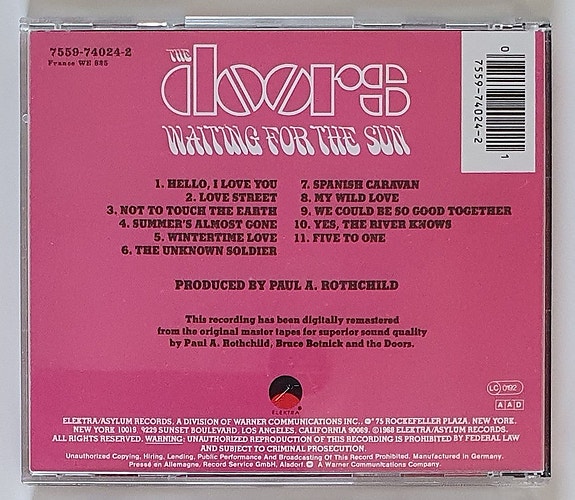 7559-74024-2
France WE 835
THE
doors
WAITING FOR THE SUN
0
7559-74024-2
1
1. HELLO, I LOVE YOU
2. LOVE STREET
3. NOT TO TOUCH THE EARTH
4. SUMMER'S ALMOST GONE
5. WINTERTIME LOVE
6. THE UNKNOWN SOLDIER
7. SPANISH CARAVAN
8. MY WILD LOVE
9. WE COULD BE SO GOOD TOGETHER
10. YES, THE RIVER KNOWS
11. FIVE TO ONE
PRODUCED BY PAUL A. ROTHCHILD
This recording has been digitally remastered
from the original master tapes for superior sound quality
by Paul A. Rothchild, Bruce Botnick and the Doors.
ELEKTRA
LC 0192
AAD
ELEKTRA/ASYLUM RECORDS, A DIVISION OF WARNER COMMUNICATIONS INC., 75 ROCKEFELLER PLAZA, NEW YORK,
NEW YORK 10019. 9229 SUNSET BOULEVARD, LOS ANGELES, CALIFORNIA 90069. ©1968 ELEKTRA/ASYLUM RECORDS.
ALL RIGHTS RESERVED. WARNING: UNAUTHORIZED REPRODUCTION OF THIS RECORDING IS PROHIBITED BY FEDERAL LAW
AND SUBJECT TO CRIMINAL PROSECUTION.
Unauthorized Copying, Hiring, Lending, Public Performance And Broadcasting Of This Record Prohibited. Manufactured in Germany.
Pressé en Allemagne, Record Service GmbH, Alsdorf. A Warner Communications Company.